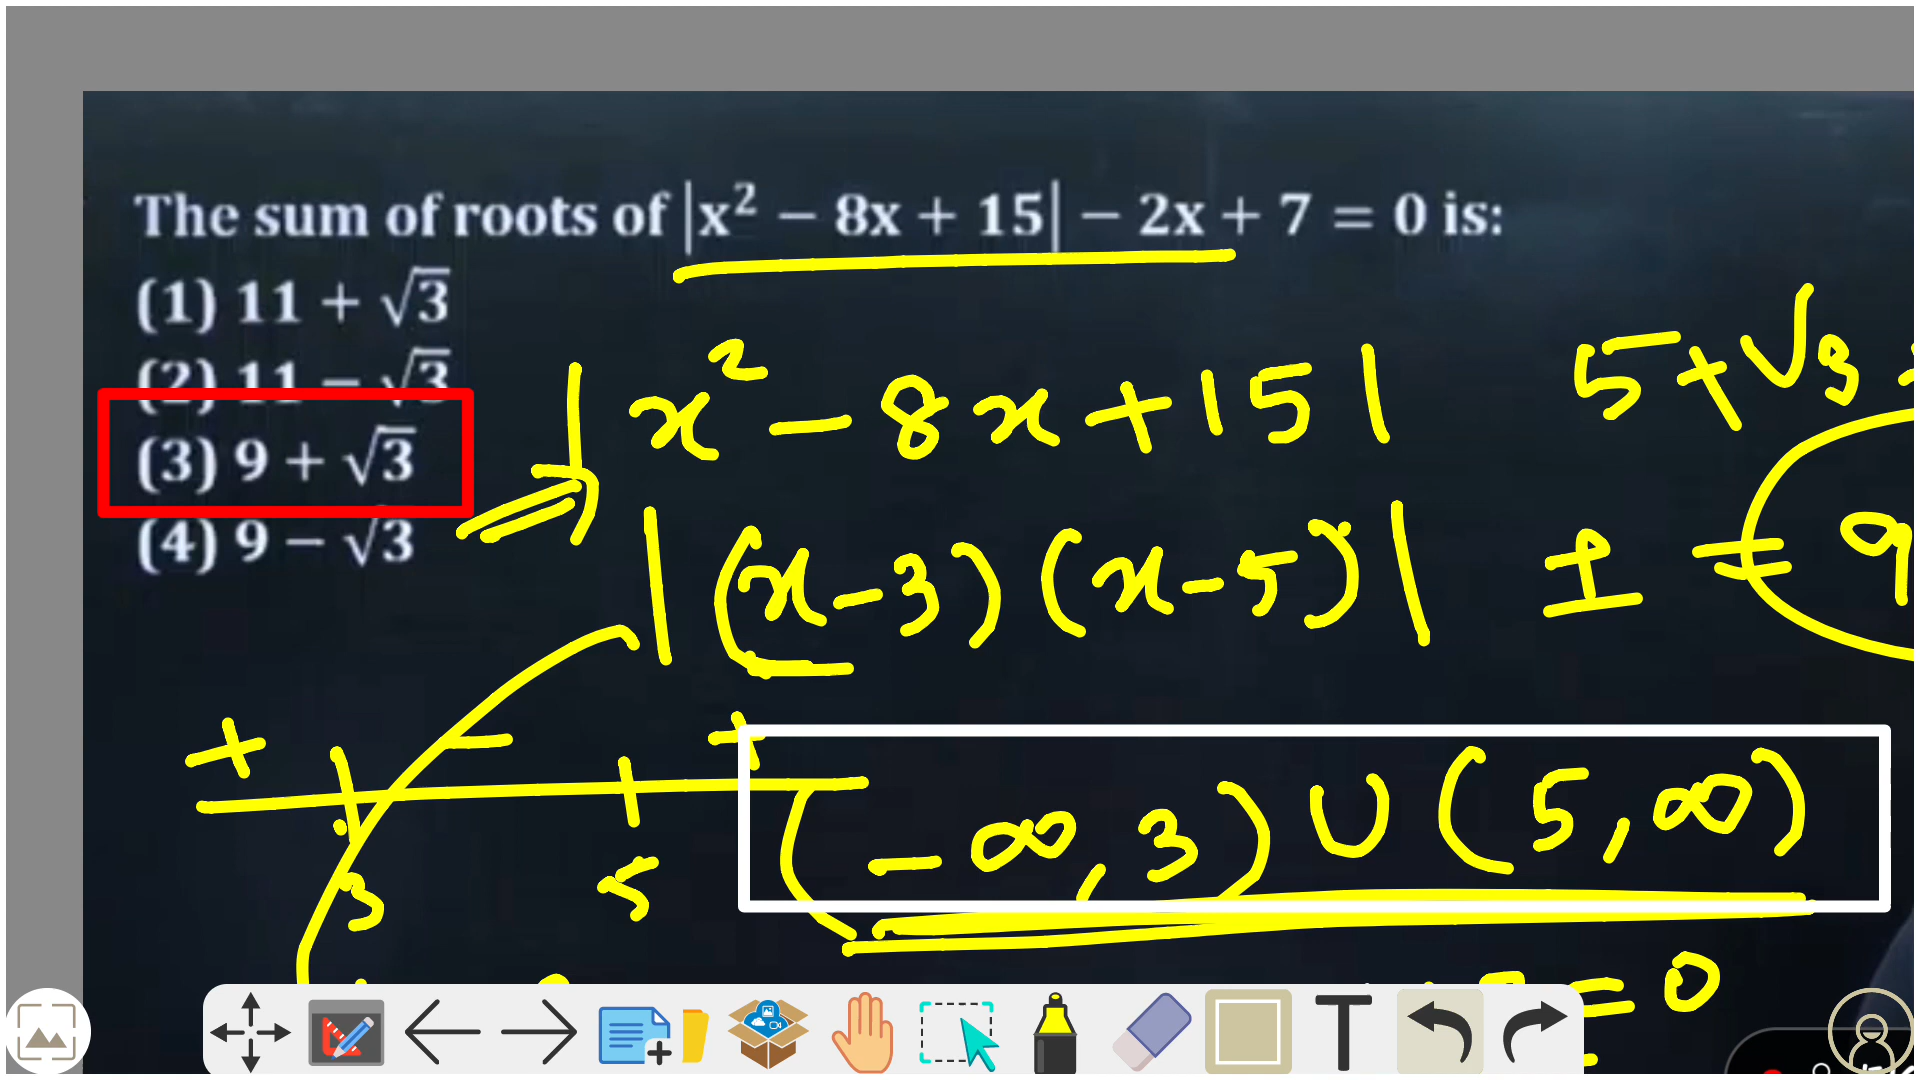 The sum of roots of |x² − 8x + 15| − 2x + 7 = 0 is:
(1) 11 + √3
(2) 11 − √3
(3) 9 + √3
(4) 9 − √3
|x² − 8x + 15|
5 + √3
|(x − 3)(x − 5)|
± = 9
+ − +
3 5
(−∞, 3) ∪ (5, ∞)
= 0
T